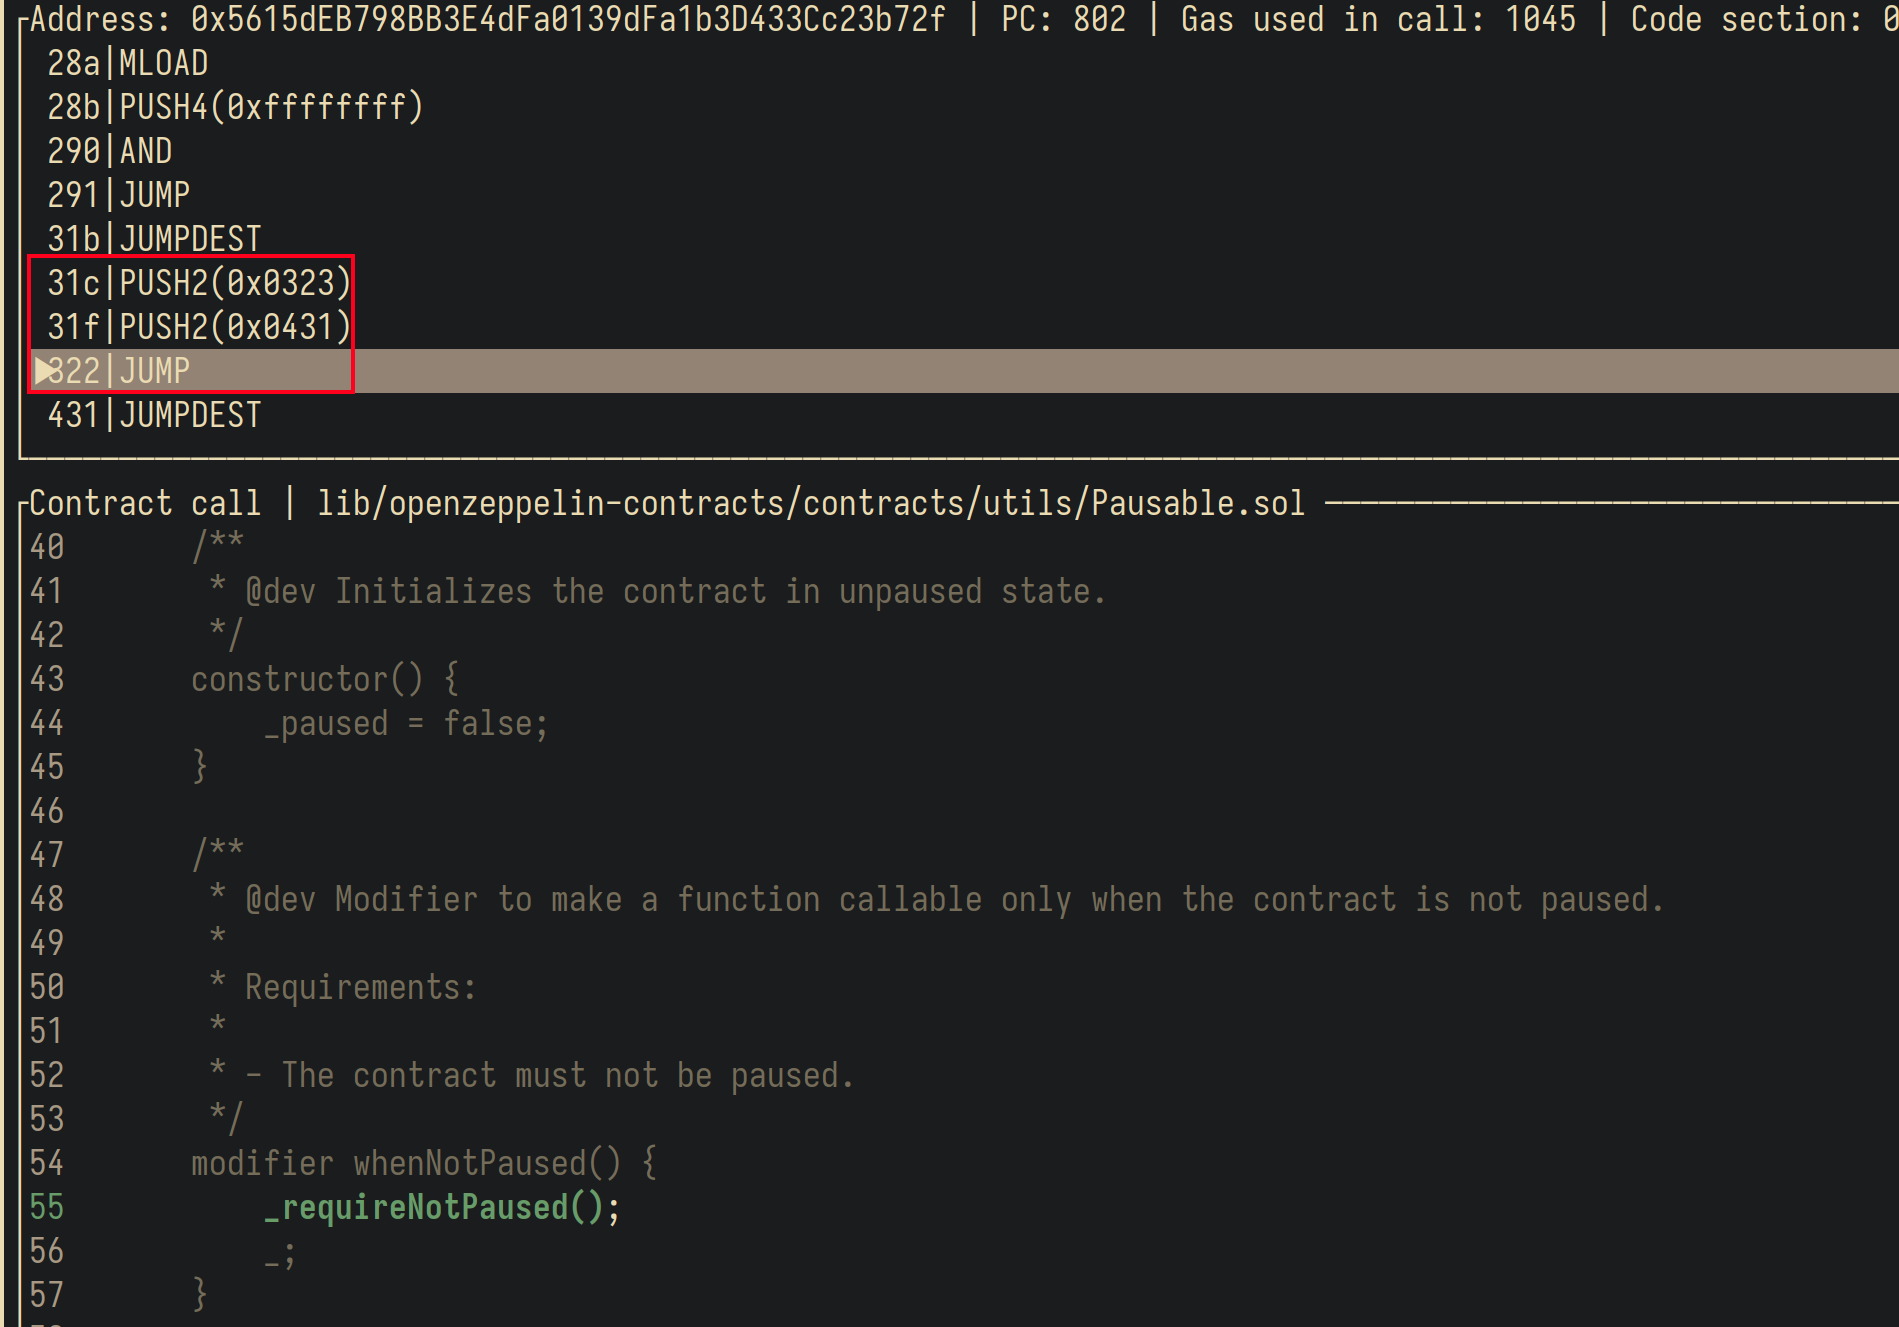 Address: 0x5615dEB798BB3E4dFa0139dFa1b3D433Cc23b72f | PC: 802 | Gas used in call: 1045 | Code section: 0
28a|MLOAD
28b|PUSH4(0xffffffff)
290|AND
291|JUMP
31b|JUMPDEST
31c|PUSH2(0x0323)
31f|PUSH2(0x0431)
▶322|JUMP
431|JUMPDEST
Contract call | lib/openzeppelin-contracts/contracts/utils/Pausable.sol
40 /**
41 * @dev Initializes the contract in unpaused state.
42 */
43 constructor() {
44 _paused = false;
45 }
46
47 /**
48 * @dev Modifier to make a function callable only when the contract is not paused.
49 *
50 * Requirements:
51 *
52 * - The contract must not be paused.
53 */
54 modifier whenNotPaused() {
55 _requireNotPaused();
56 _;
57 }